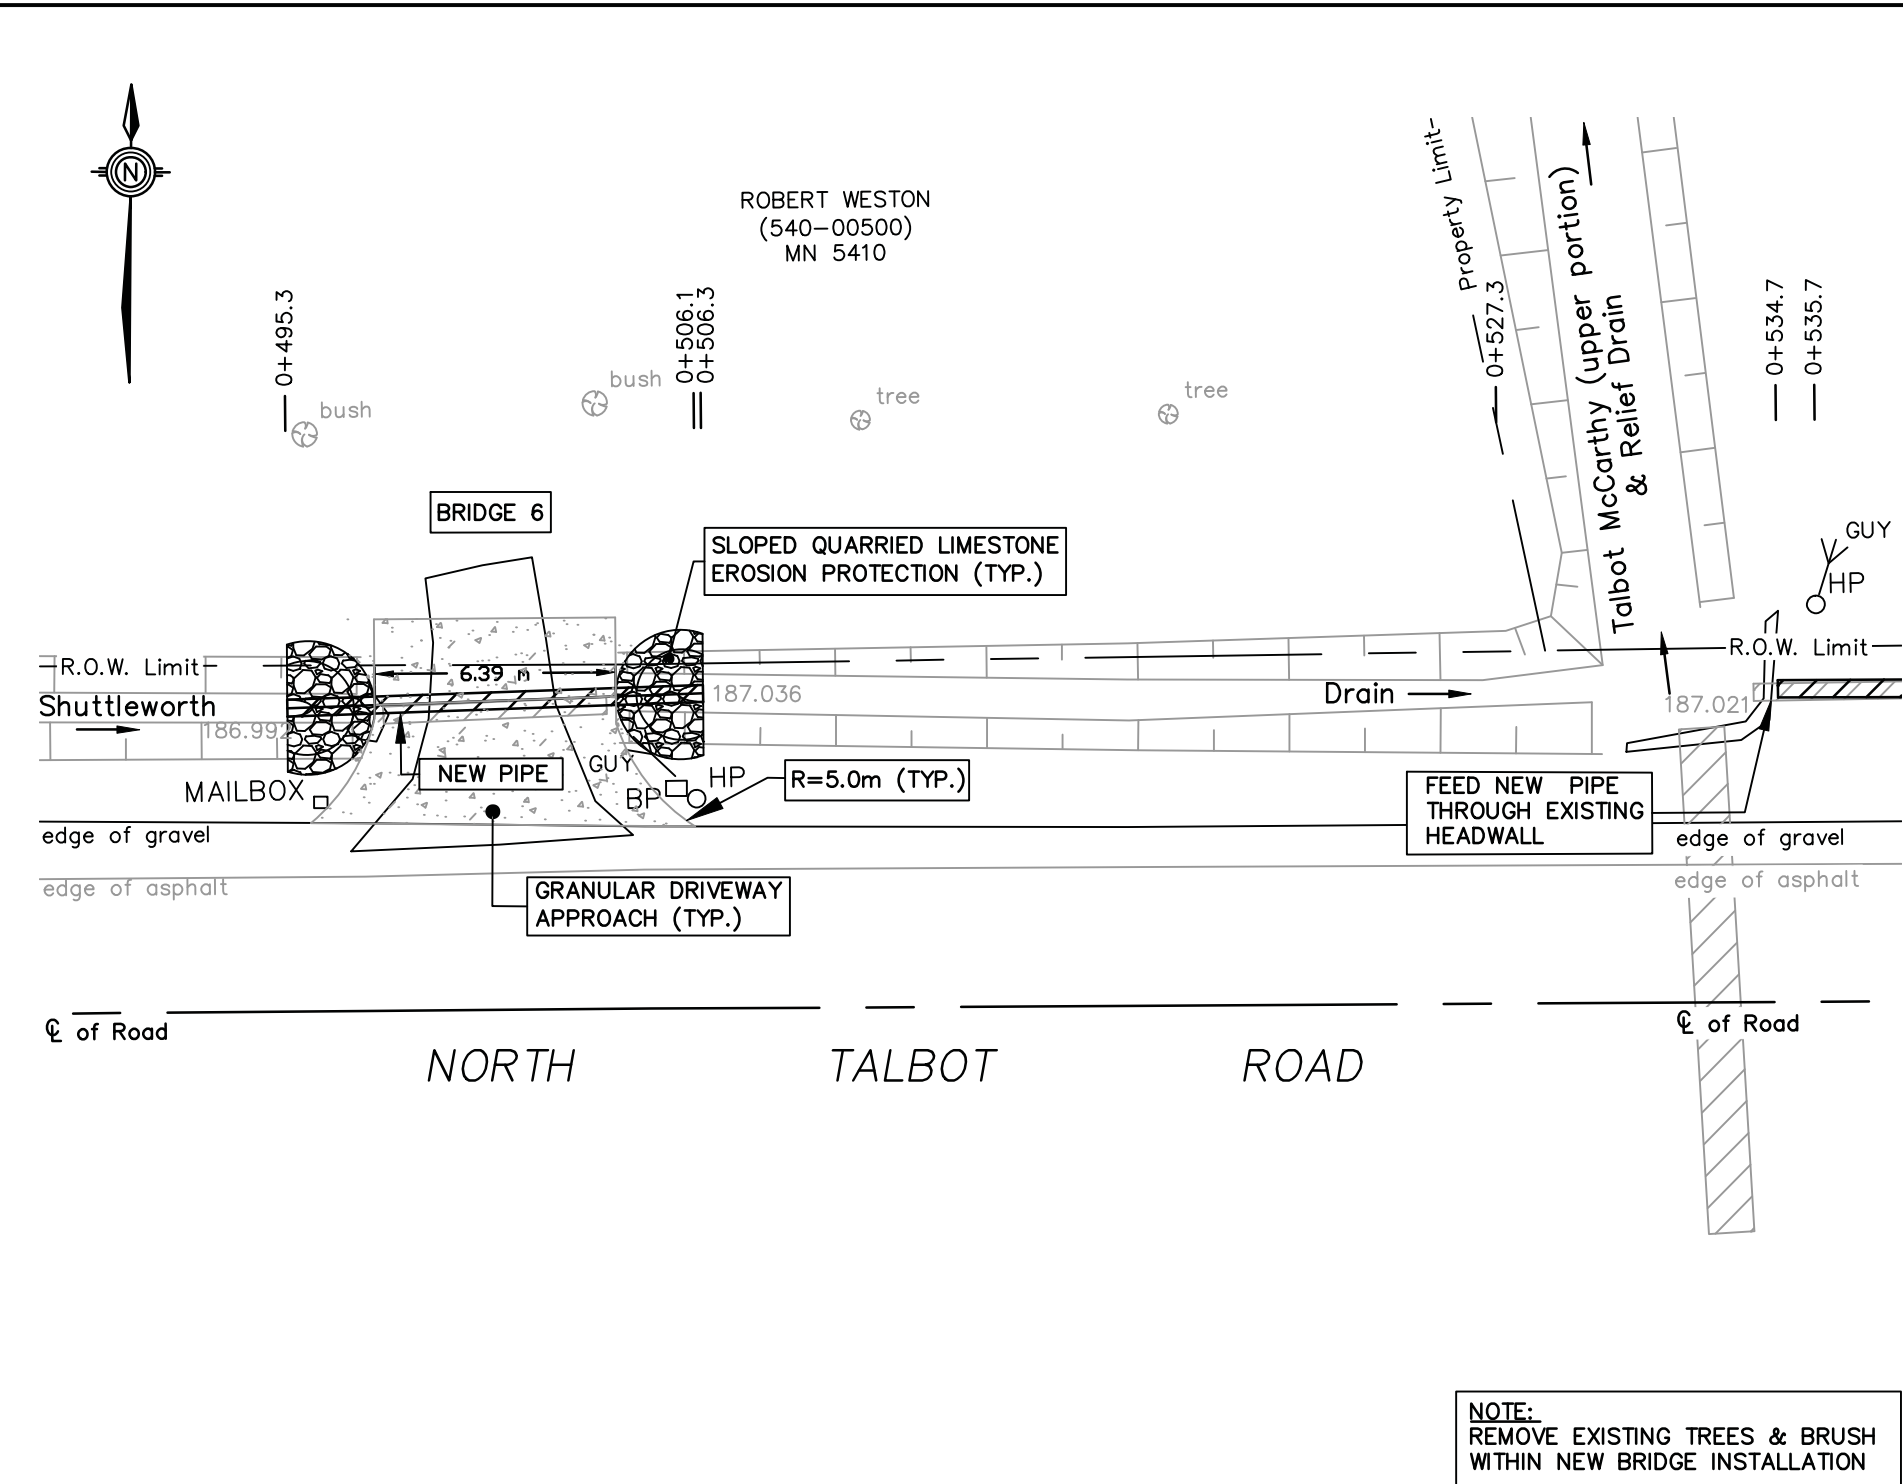 N
ROBERT WESTON
(540-00500)
MN 5410
0+495.3
0+506.1
0+506.3
0+527.3
0+534.7
0+535.7
Property Limit-
Talbot McCarthy (upper portion)
& Relief Drain
bush
bush
tree
tree
BRIDGE 6
SLOPED QUARRIED LIMESTONE
EROSION PROTECTION (TYP.)
GUY
HP
R.O.W. Limit
6.39 m
R.O.W. Limit
Shuttleworth
187.036
Drain
187.021
186.992
NEW PIPE
GUY
HP
BP
R=5.0m (TYP.)
MAILBOX
FEED NEW PIPE
THROUGH EXISTING
HEADWALL
edge of gravel
edge of gravel
edge of asphalt
edge of asphalt
GRANULAR DRIVEWAY
APPROACH (TYP.)
℄ of Road
℄ of Road
NORTH TALBOT ROAD
NOTE:
REMOVE EXISTING TREES & BRUSH
WITHIN NEW BRIDGE INSTALLATION